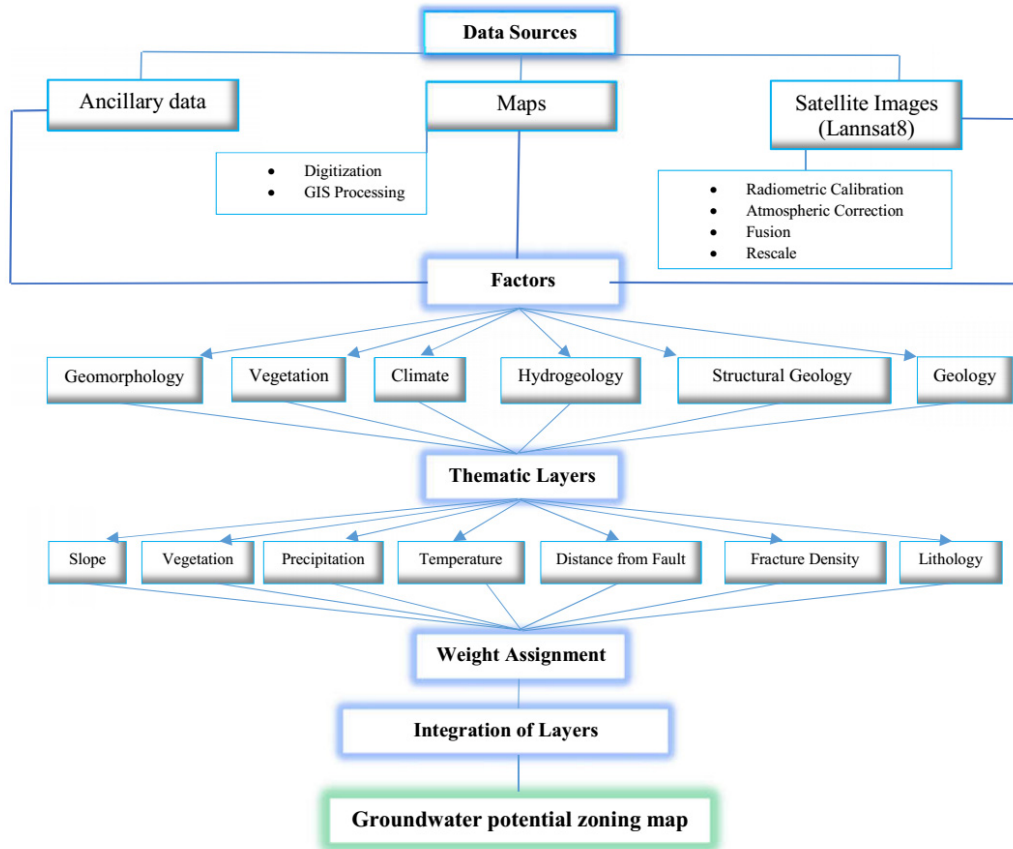 Data Sources
Ancillary data
Maps
Satellite Images
(Lannsat8)
• Digitization
• GIS Processing
• Radiometric Calibration
• Atmospheric Correction
• Fusion
• Rescale
Factors
Geomorphology
Vegetation
Climate
Hydrogeology
Structural Geology
Geology
Thematic Layers
Slope
Vegetation
Precipitation
Temperature
Distance from Fault
Fracture Density
Lithology
Weight Assignment
Integration of Layers
Groundwater potential zoning map